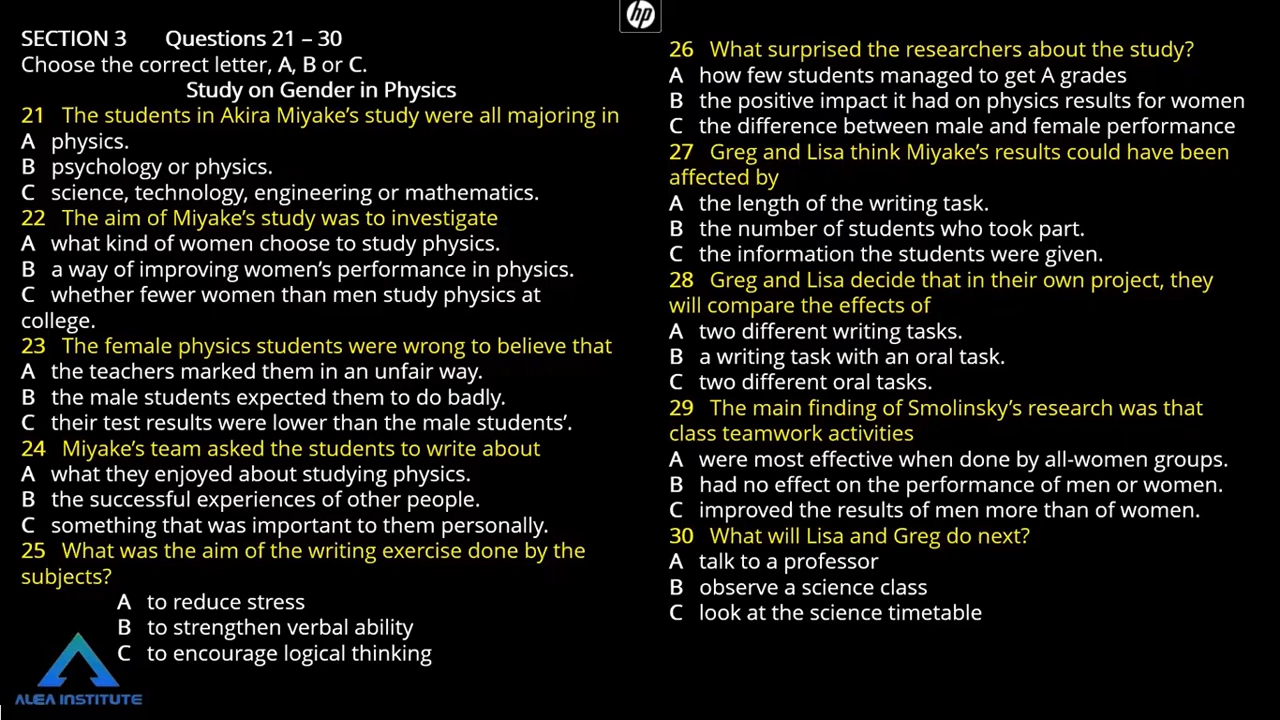 SECTION 3 Questions 21 – 30
Choose the correct letter, A, B or C.
Study on Gender in Physics
21 The students in Akira Miyake's study were all majoring in
A physics.
B psychology or physics.
C science, technology, engineering or mathematics.
22 The aim of Miyake's study was to investigate
A what kind of women choose to study physics.
B a way of improving women's performance in physics.
C whether fewer women than men study physics at
college.
23 The female physics students were wrong to believe that
A the teachers marked them in an unfair way.
B the male students expected them to do badly.
C their test results were lower than the male students'.
24 Miyake's team asked the students to write about
A what they enjoyed about studying physics.
B the successful experiences of other people.
C something that was important to them personally.
25 What was the aim of the writing exercise done by the
subjects?
A to reduce stress
B to strengthen verbal ability
C to encourage logical thinking
ALEA INSTITUTE
hp
26 What surprised the researchers about the study?
A how few students managed to get A grades
B the positive impact it had on physics results for women
C the difference between male and female performance
27 Greg and Lisa think Miyake's results could have been
affected by
A the length of the writing task.
B the number of students who took part.
C the information the students were given.
28 Greg and Lisa decide that in their own project, they
will compare the effects of
A two different writing tasks.
B a writing task with an oral task.
C two different oral tasks.
29 The main finding of Smolinsky's research was that
class teamwork activities
A were most effective when done by all-women groups.
B had no effect on the performance of men or women.
C improved the results of men more than of women.
30 What will Lisa and Greg do next?
A talk to a professor
B observe a science class
C look at the science timetable